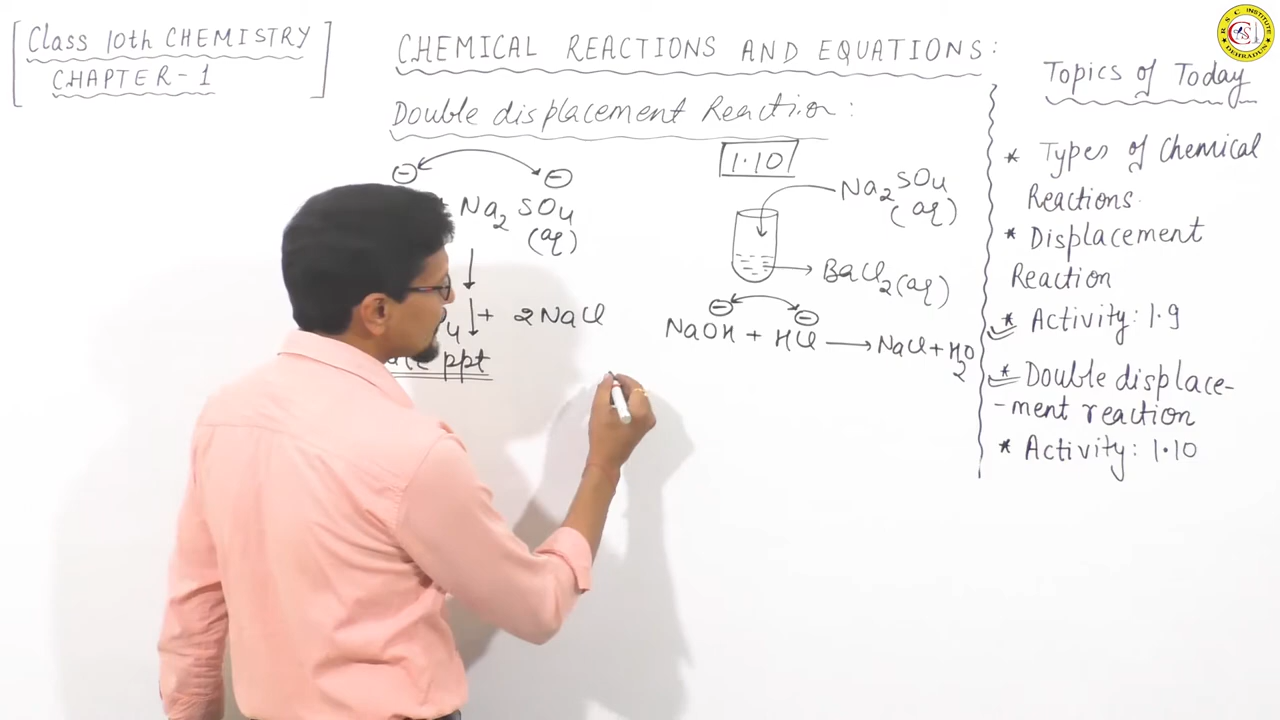 Class 10th CHEMISTRY
CHAPTER-1
CHEMICAL REACTIONS AND EQUATIONS:
Double displacement Reaction:
Na2SO4
(aq)
+ 2NaCl
ppt
1.10
Na2SO4
(aq)
BaCl2(aq)
NaOH + HCl → NaCl + H2O
Topics of Today
* Types of Chemical
Reactions.
* Displacement
Reaction
* Activity: 1.9
* Double displace-
-ment reaction
* Activity: 1.10
R S C INSTITUTE
DEHRADUN